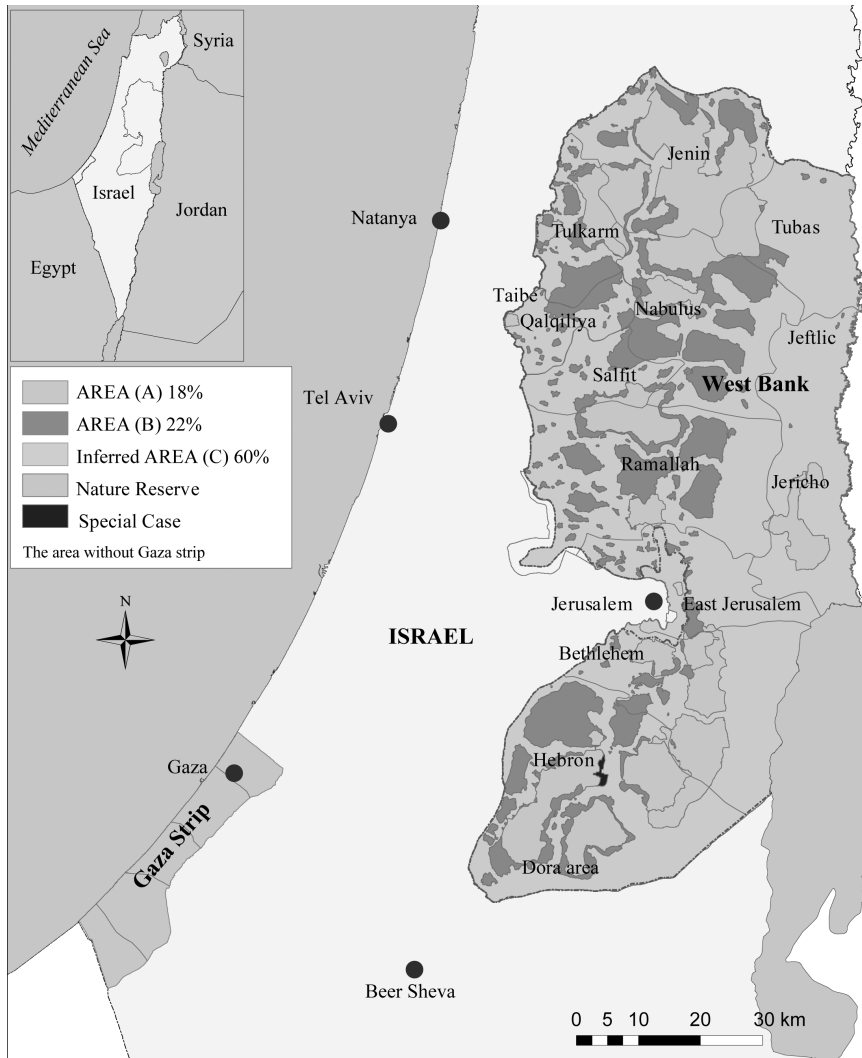 Mediterranean Sea
Syria
Israel
Jordan
Egypt
AREA (A) 18%
AREA (B) 22%
Inferred AREA (C) 60%
Nature Reserve
Special Case
The area without Gaza strip
N
Natanya
Tel Aviv
ISRAEL
Jerusalem
Gaza
Gaza Strip
Beer Sheva
Jenin
Tubas
Tulkarm
Taibe
Qalqiliya
Nabulus
Jeftlic
Salfit
West Bank
Ramallah
Jericho
East Jerusalem
Bethlehem
Hebron
Dora area
0 5 10 20 30 km